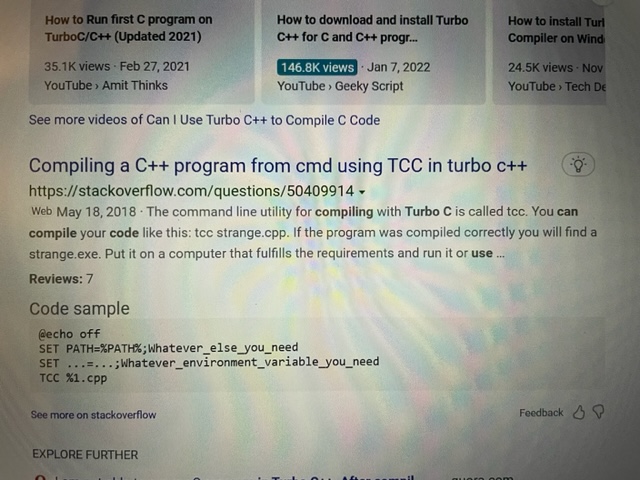 How to Run first C program on
TurboC/C++ (Updated 2021)
35.1K views · Feb 27, 2021
YouTube › Amit Thinks
How to download and install Turbo
C++ for C and C++ progr...
146.8K views · Jan 7, 2022
YouTube › Geeky Script
How to install Turl
Compiler on Wind
24.5K views · Nov
YouTube › Tech De
See more videos of Can I Use Turbo C++ to Compile C Code
Compiling a C++ program from cmd using TCC in turbo c++
https://stackoverflow.com/questions/50409914
Web May 18, 2018 · The command line utility for compiling with Turbo C is called tcc. You can
compile your code like this: tcc strange.cpp. If the program was compiled correctly you will find a
strange.exe. Put it on a computer that fulfills the requirements and run it or use ...
Reviews: 7
Code sample
@echo off
SET PATH=%PATH%;Whatever_else_you_need
SET ...=...;Whatever_environment_variable_you_need
TCC %1.cpp
See more on stackoverflow
Feedback
EXPLORE FURTHER